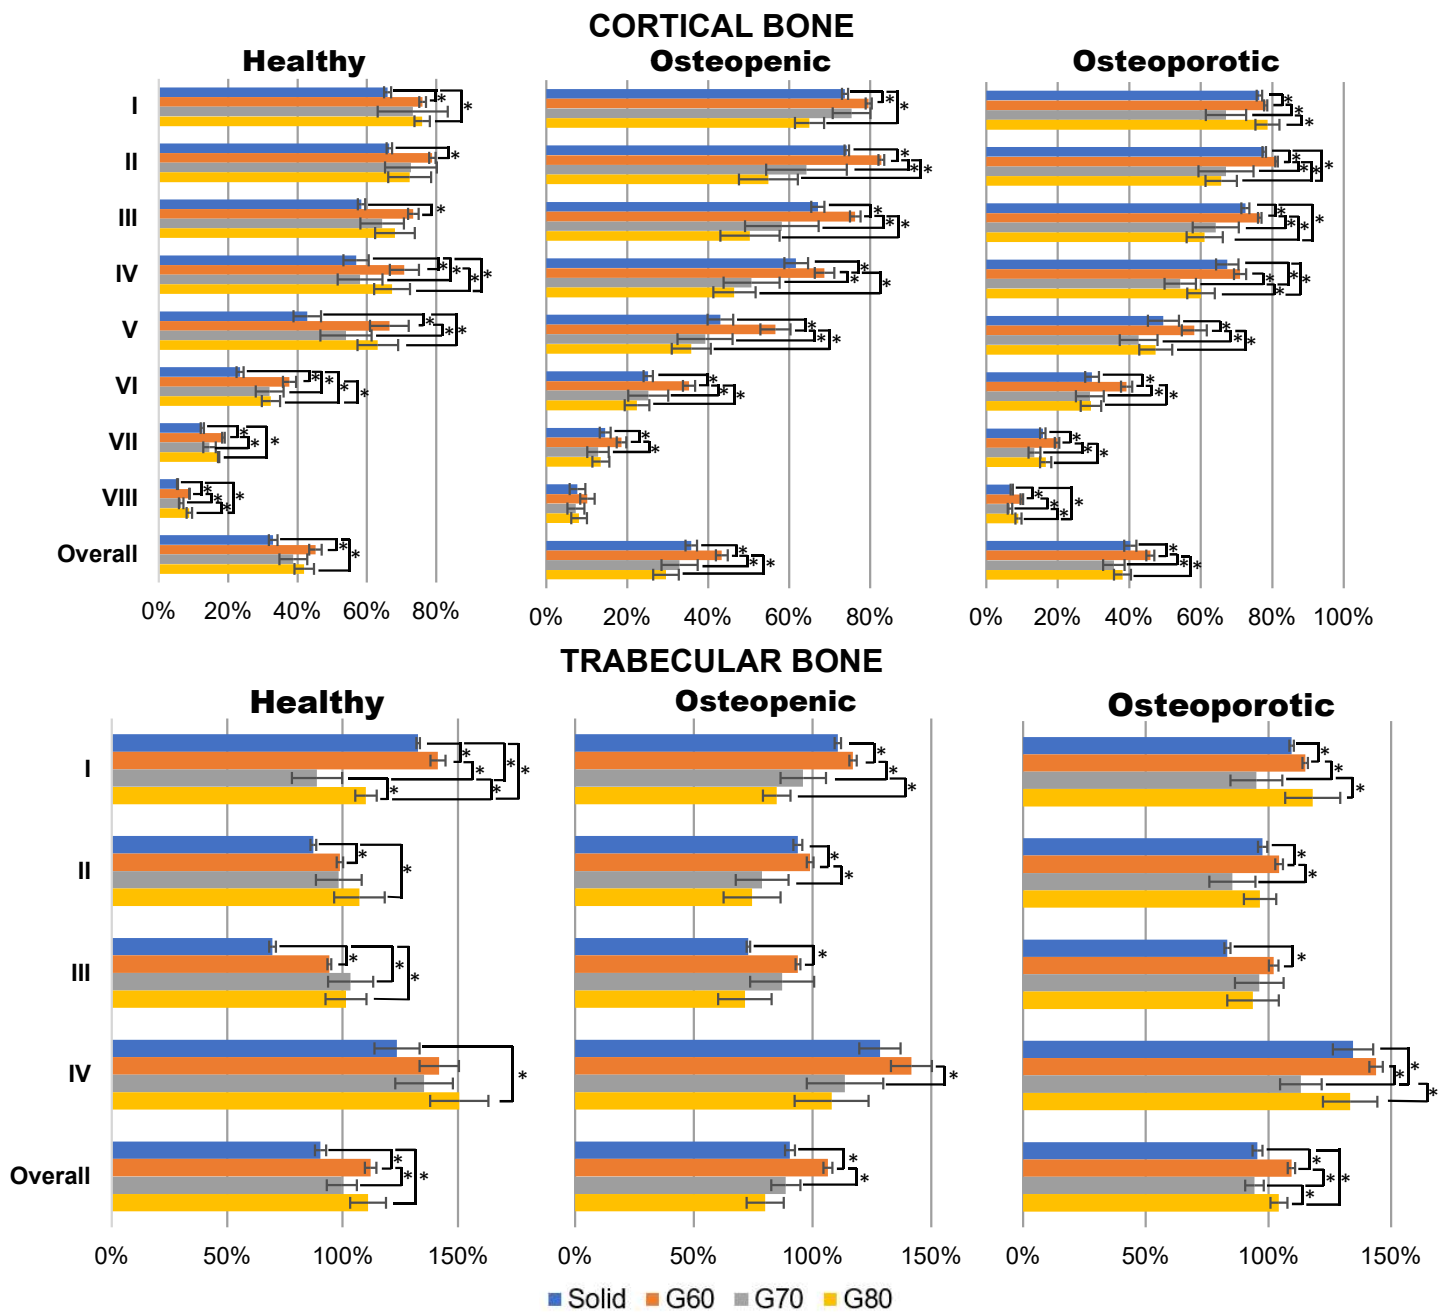 CORTICAL BONE
Healthy Osteopenic Osteoporotic
I
II
III
IV
V
VI
VII
VIII
Overall
0% 20% 40% 60% 80%
0% 20% 40% 60% 80%
0% 20% 40% 60% 80% 100%
TRABECULAR BONE
Healthy Osteopenic Osteoporotic
I
II
III
IV
Overall
0% 50% 100% 150%
0% 50% 100% 150%
0% 50% 100% 150%
Solid G60 G70 G80